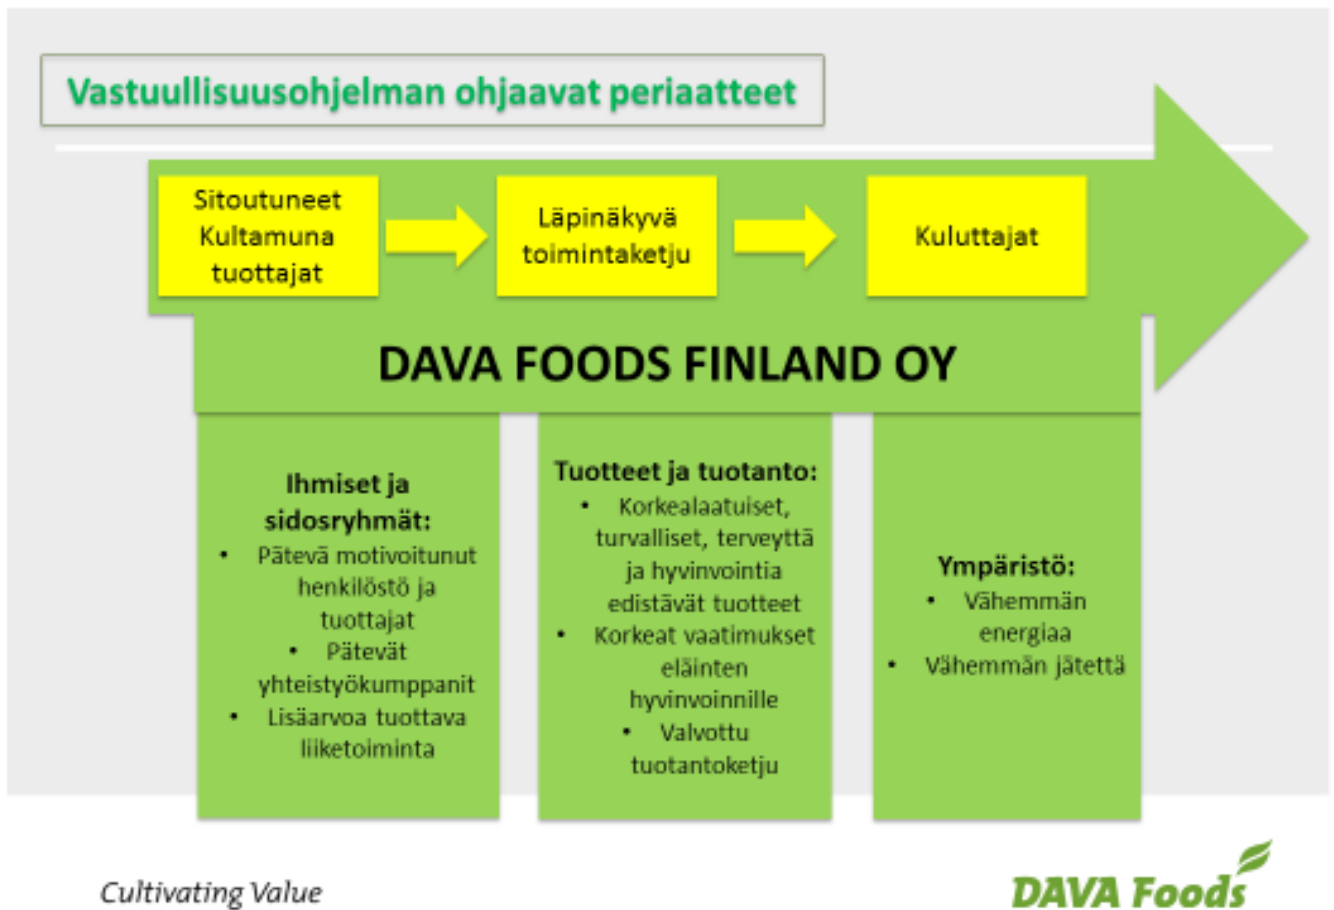 Vastuullisuusohjelman ohjaavat periaatteet
Sitoutuneet
Kultamuna
tuottajat
Läpinäkyvä
toimintaketju
Kuluttajat
DAVA FOODS FINLAND OY
Ihmiset ja
sidosryhmät:
• Pätevä motivoitunut
henkilöstö ja
tuottajat
• Pätevät
yhteistyökumppanit
• Lisäarvoa tuottava
liiketoiminta
Tuotteet ja tuotanto:
• Korkealaatuiset,
turvalliset, terveyttä
ja hyvinvointia
edistävät tuotteet
• Korkeat vaatimukset
eläinten
hyvinvoinnille
• Valvottu
tuotantoketju
Ympäristö:
• Vähemmän
energiaa
• Vähemmän jätettä
Cultivating Value
DAVA Foods